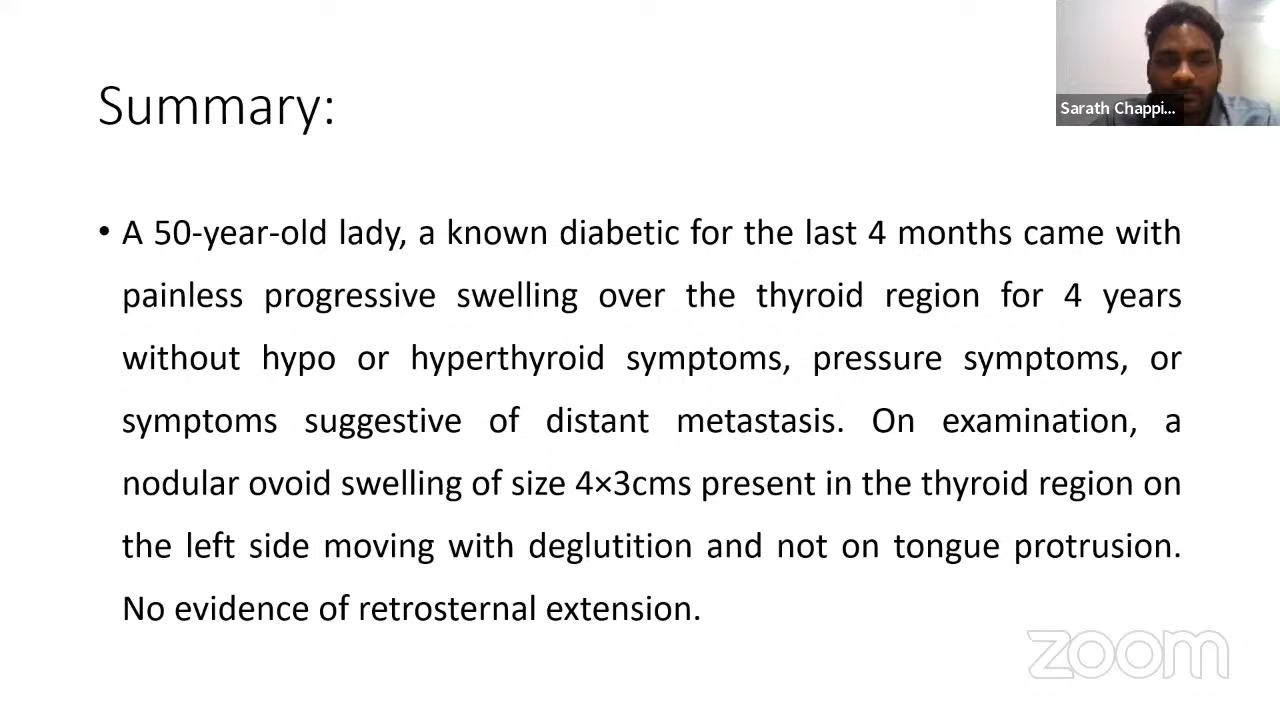 Summary:
Sarath Chappi...
• A 50-year-old lady, a known diabetic for the last 4 months came with
painless progressive swelling over the thyroid region for 4 years
without hypo or hyperthyroid symptoms, pressure symptoms, or
symptoms suggestive of distant metastasis. On examination, a
nodular ovoid swelling of size 4×3cms present in the thyroid region on
the left side moving with deglutition and not on tongue protrusion.
No evidence of retrosternal extension.
zoom